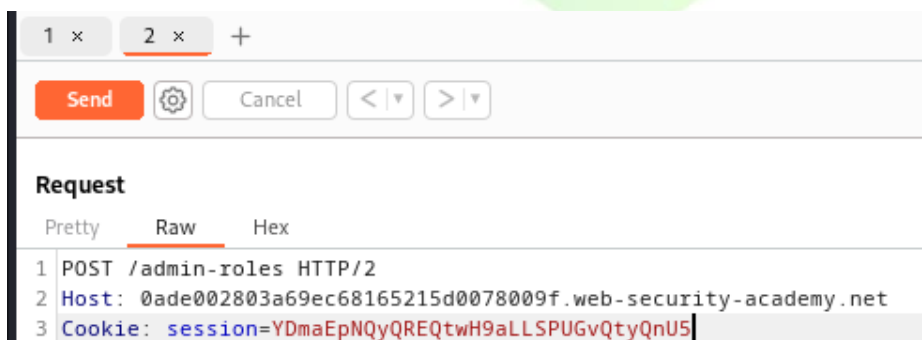 1 × 2 × +
Send Cancel < ▾ > ▾
Request
Pretty Raw Hex
1 POST /admin-roles HTTP/2
2 Host: 0ade002803a69ec68165215d0078009f.web-security-academy.net
3 Cookie: session=YDmaEpNQyQREQtwH9aLLSPUGvQtyQnU5